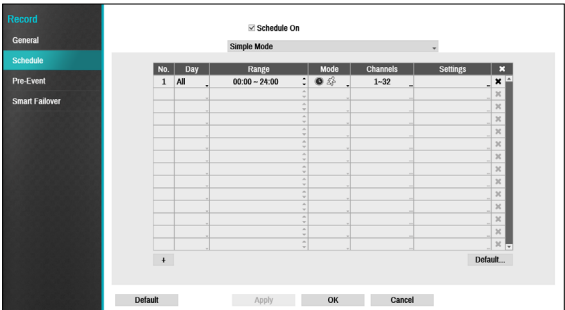 Record
General
Schedule
Pre-Event
Smart Failover
Schedule On
Simple Mode
No. Day Range Mode Channels Settings
1 All 00:00 ~ 24:00 1~32
+ Default...
Default Apply OK Cancel